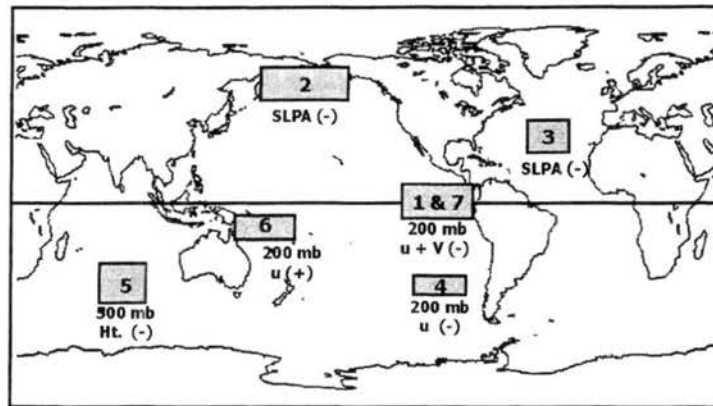 2
SLPA (-)
3
SLPA (-)
1 & 7
200 mb
u + V (-)
6
200 mb
u (+)
5
500 mb
Ht. (-)
4
200 mb
u (-)